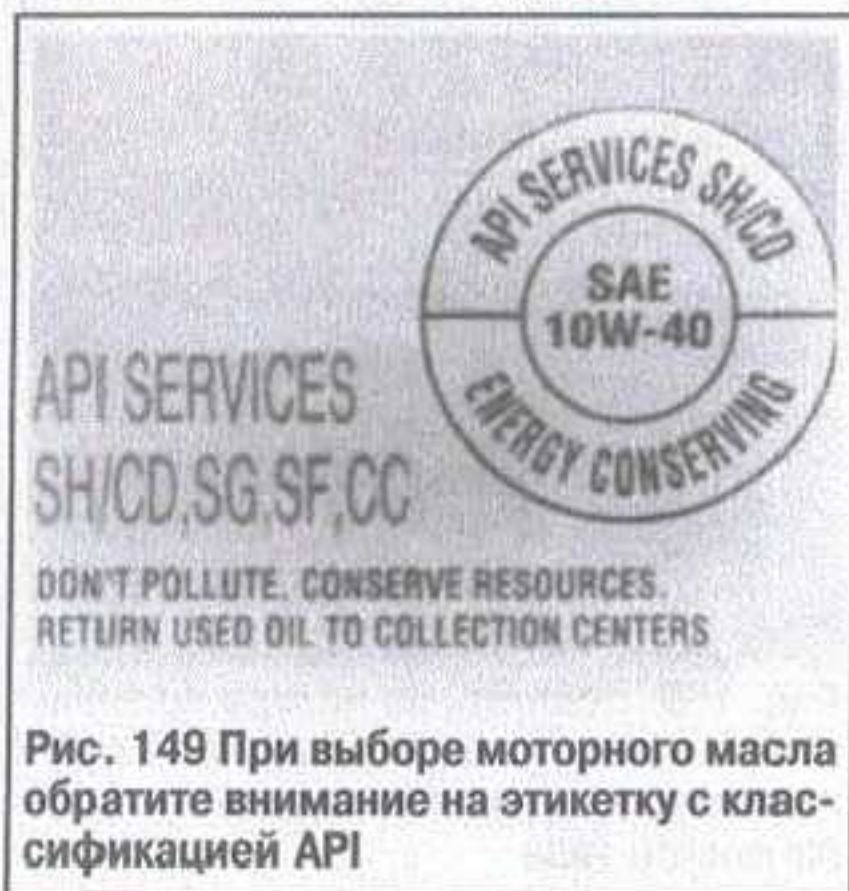 API SERVICES SH/CD
SAE
10W-40
ENERGY CONSERVING
API SERVICES
SH/CD,SG,SF,CC
DON'T POLLUTE. CONSERVE RESOURCES.
RETURN USED OIL TO COLLECTION CENTERS
Рис. 149 При выборе моторного масла
обратите внимание на этикетку с клас-
сификацией API